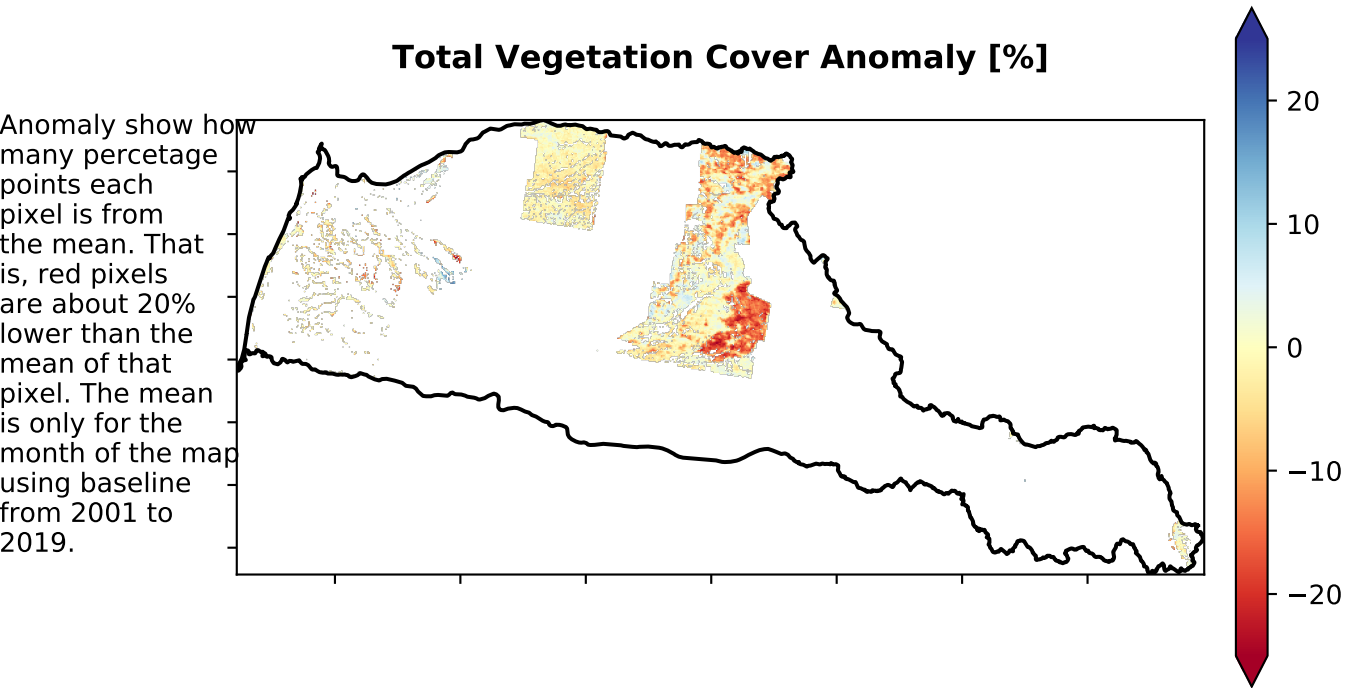 Total Vegetation Cover Anomaly [%]
Anomaly show how
many percetage
points each
pixel is from
the mean. That
is, red pixels
are about 20%
lower than the
mean of that
pixel. The mean
is only for the
month of the map
using baseline
from 2001 to
2019.
20
10
0
−10
−20